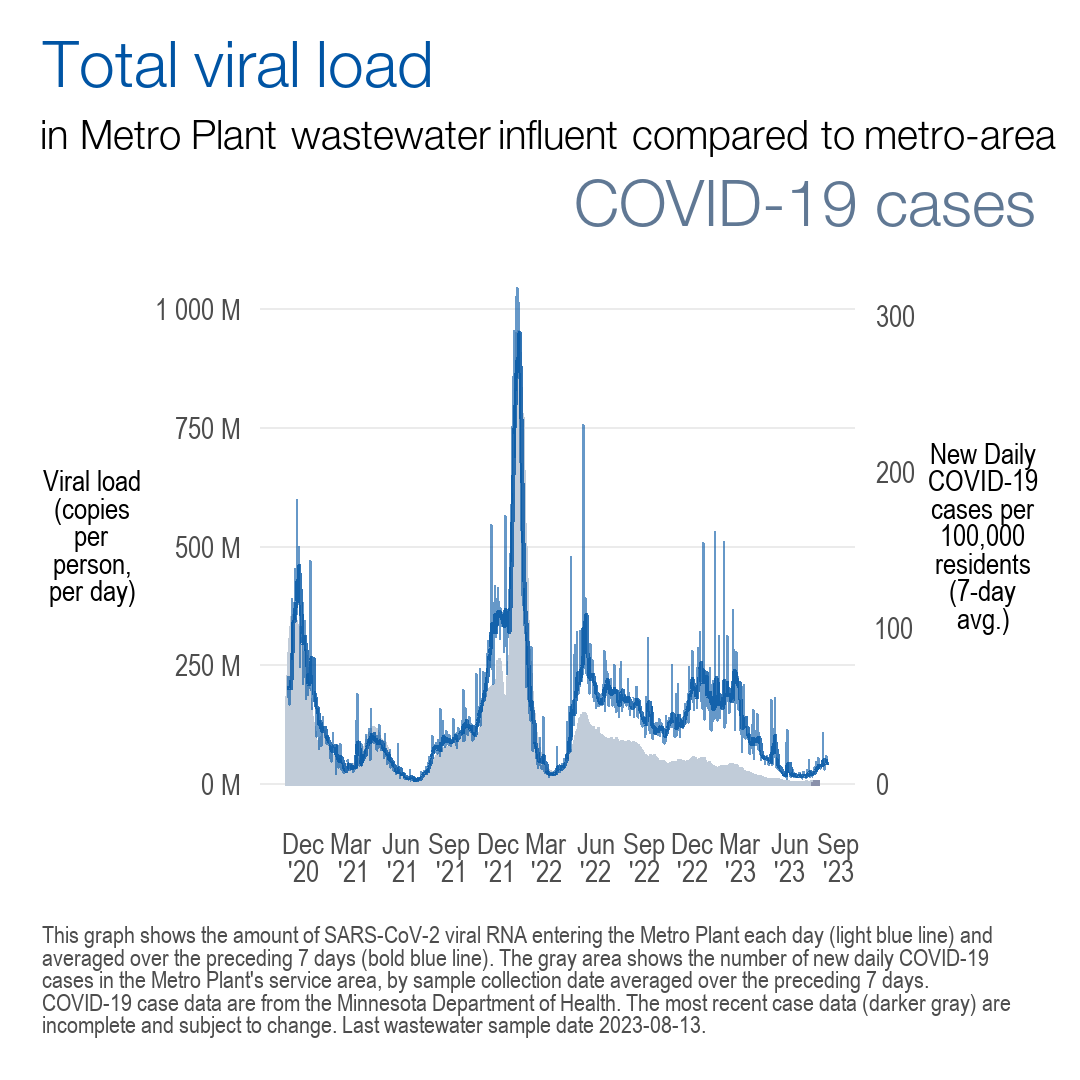 Total viral load
in Metro Plant wastewater influent compared to metro-area
COVID-19 cases
1 000 M
750 M
500 M
250 M
0 M
Viral load
(copies
per
person,
per day)
300
200
100
0
New Daily
COVID-19
cases per
100,000
residents
(7-day
avg.)
Dec Mar Jun Sep Dec Mar Jun Sep Dec Mar Jun Sep
'20 '21 '21 '21 '21 '22 '22 '22 '22 '23 '23 '23
This graph shows the amount of SARS-CoV-2 viral RNA entering the Metro Plant each day (light blue line) and
averaged over the preceding 7 days (bold blue line). The gray area shows the number of new daily COVID-19
cases in the Metro Plant's service area, by sample collection date averaged over the preceding 7 days.
COVID-19 case data are from the Minnesota Department of Health. The most recent case data (darker gray) are
incomplete and subject to change. Last wastewater sample date 2023-08-13.